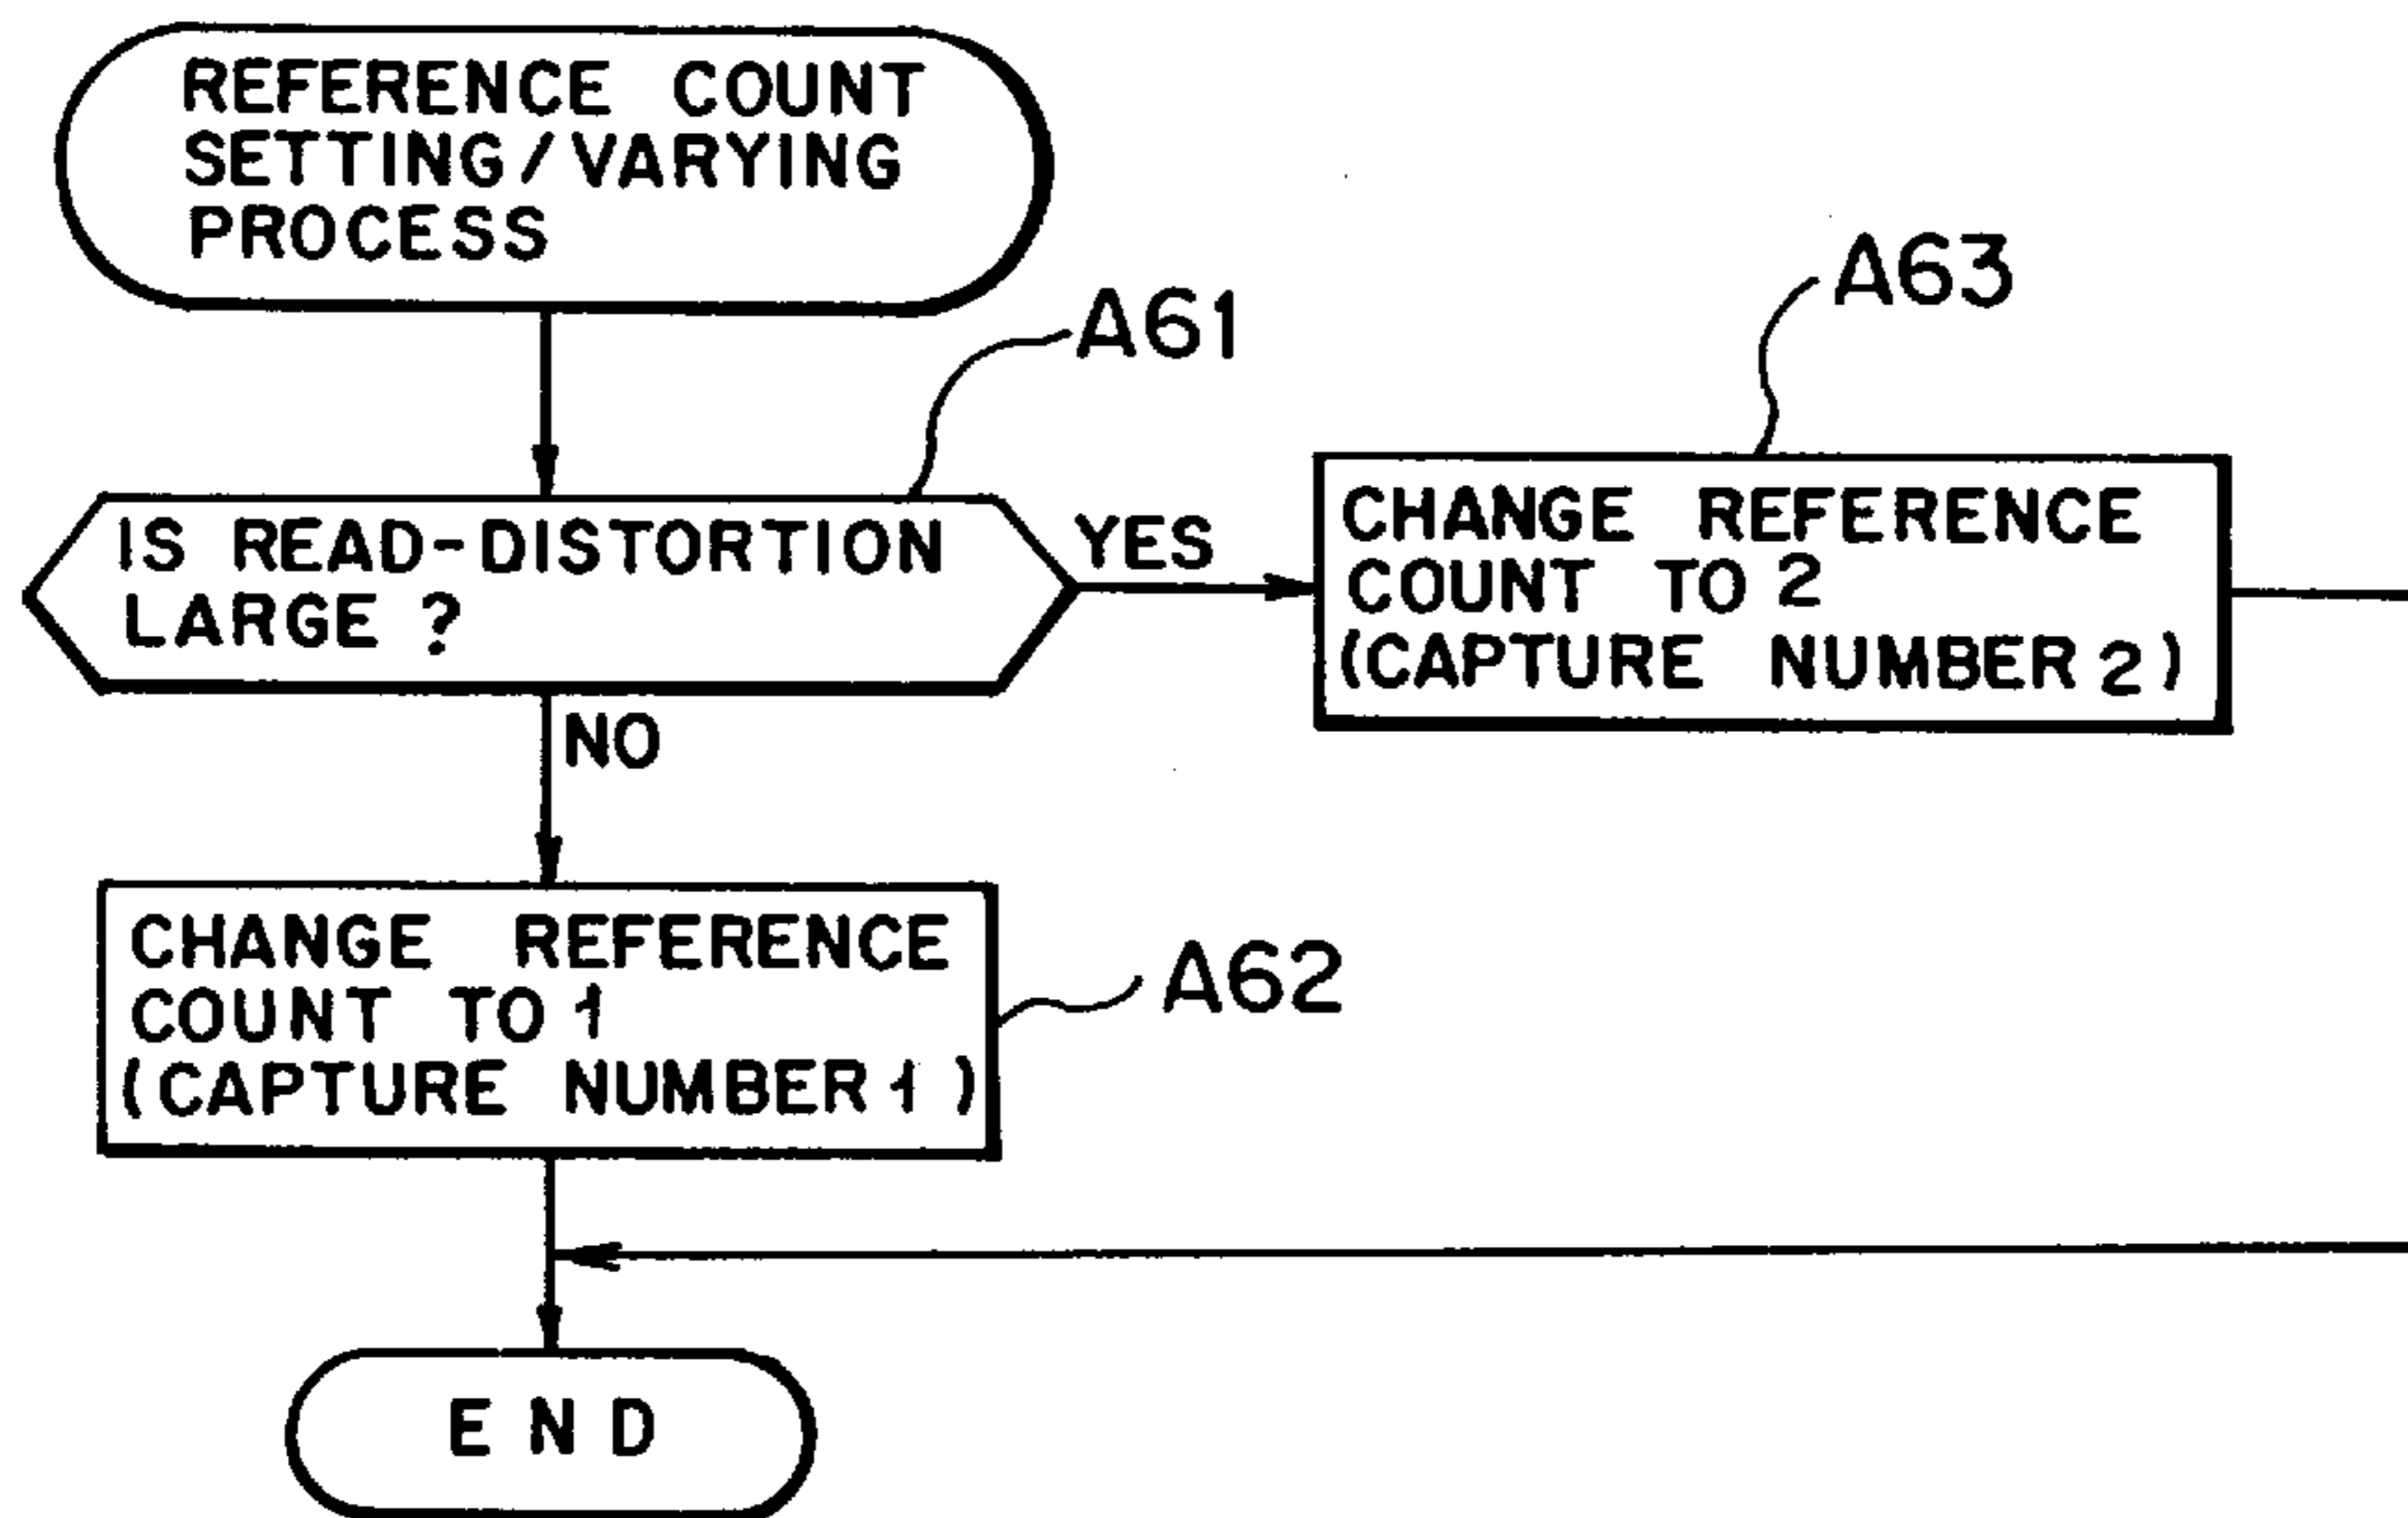 REFERENCE COUNT
SETTING/VARYING
PROCESS
A61
A63
IS READ-DISTORTION
LARGE ?
YES
CHANGE REFERENCE
COUNT TO 2
(CAPTURE NUMBER 2)
NO
CHANGE REFERENCE
COUNT TO 1
(CAPTURE NUMBER 1)
A62
END